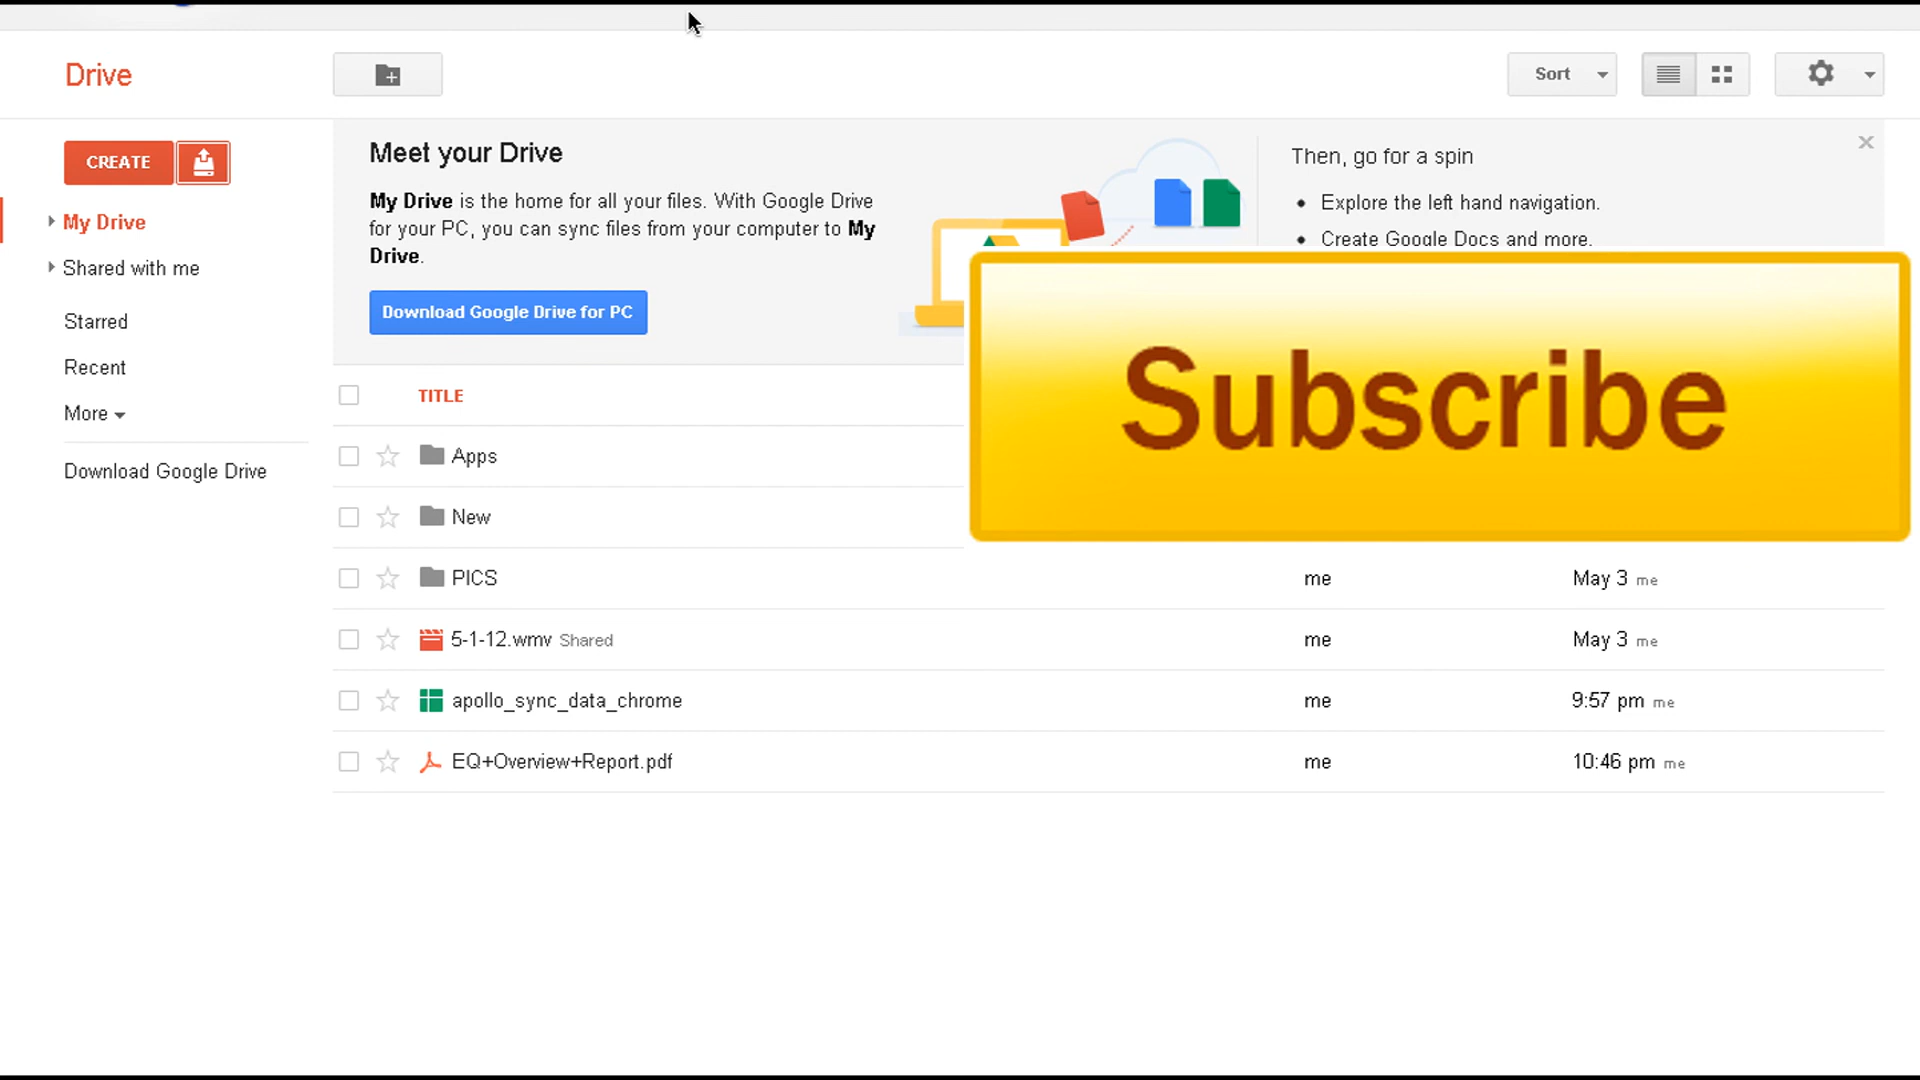 Drive
Sort
CREATE
My Drive
Shared with me
Starred
Recent
More
Download Google Drive
Meet your Drive
My Drive is the home for all your files. With Google Drive
for your PC, you can sync files from your computer to My
Drive.
Download Google Drive for PC
Then, go for a spin
Explore the left hand navigation.
Create Google Docs and more.
Subscribe
TITLE
Apps
New
PICS me May 3 me
5-1-12.wmv Shared me May 3 me
apollo_sync_data_chrome me 9:57 pm me
EQ+Overview+Report.pdf me 10:46 pm me